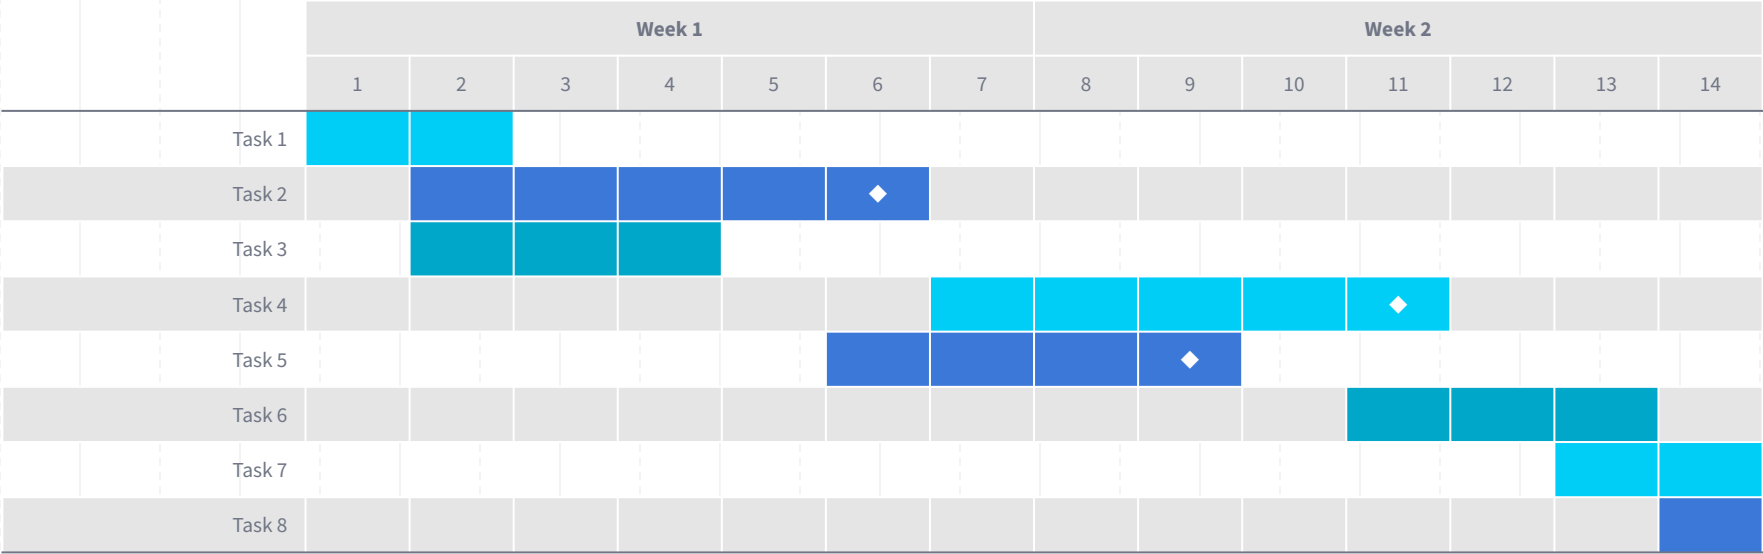 Week 1 Week 2
1 2 3 4 5 6 7 8 9 10 11 12 13 14
Task 1
Task 2
Task 3
Task 4
Task 5
Task 6
Task 7
Task 8